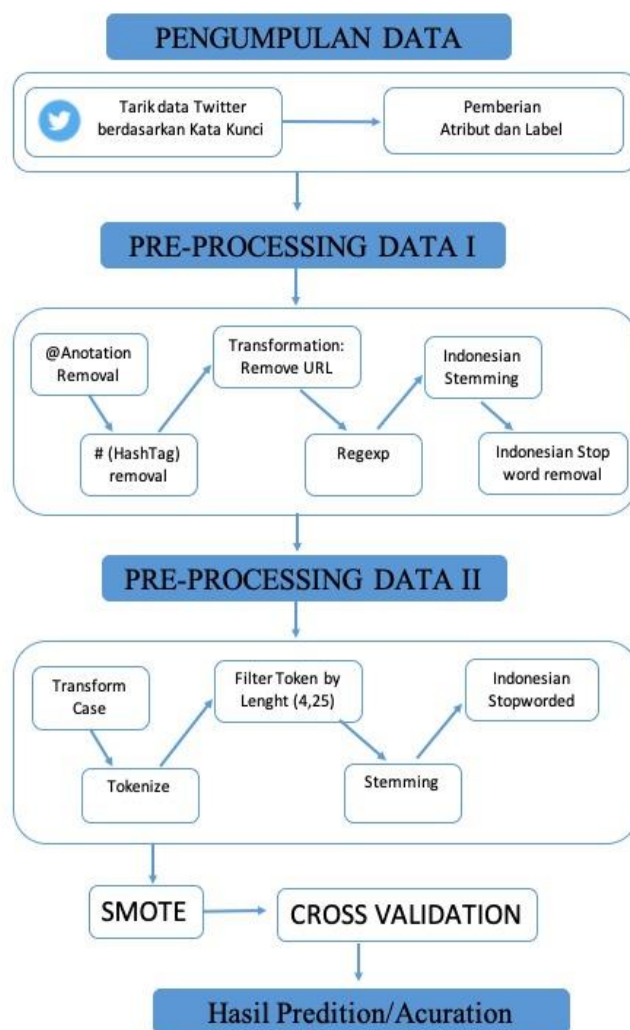 PENGUMPULAN DATA
Tarik data Twitter
berdasarkan Kata Kunci
Pemberian
Atribut dan Label
PRE-PROCESSING DATA I
@Anotation
Removal
# (HashTag)
removal
Transformation:
Remove URL
Regexp
Indonesian
Stemming
Indonesian Stop
word removal
PRE-PROCESSING DATA II
Transform
Case
Tokenize
Filter Token by
Lenght (4,25)
Stemming
Indonesian
Stopworded
SMOTE
CROSS VALIDATION
Hasil Predition/Acuration